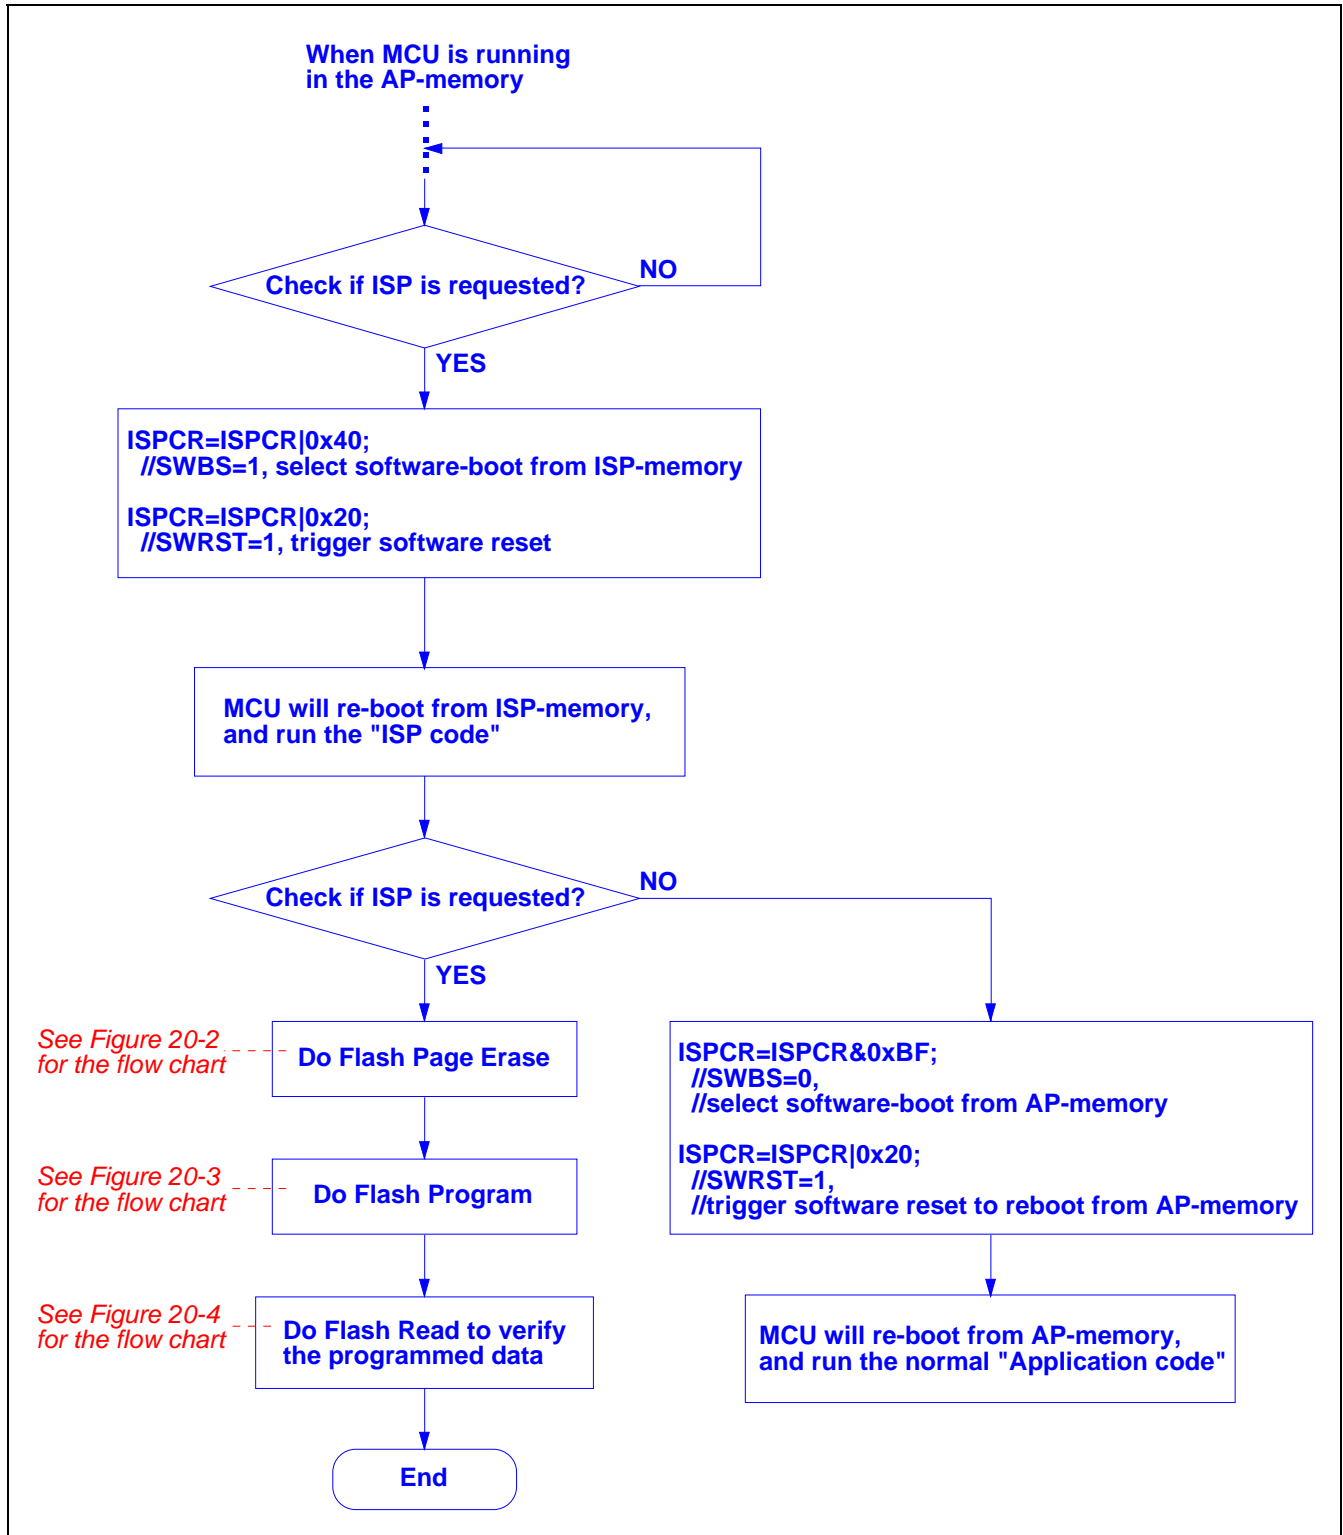 When MCU is running
in the AP-memory
Check if ISP is requested?
NO
YES
ISPCR=ISPCR|0x40;
//SWBS=1, select software-boot from ISP-memory
ISPCR=ISPCR|0x20;
//SWRST=1, trigger software reset
MCU will re-boot from ISP-memory,
and run the "ISP code"
Check if ISP is requested?
NO
YES
See Figure 20-2
for the flow chart
Do Flash Page Erase
See Figure 20-3
for the flow chart
Do Flash Program
See Figure 20-4
for the flow chart
Do Flash Read to verify
the programmed data
End
ISPCR=ISPCR&0xBF;
//SWBS=0,
//select software-boot from AP-memory
ISPCR=ISPCR|0x20;
//SWRST=1,
//trigger software reset to reboot from AP-memory
MCU will re-boot from AP-memory,
and run the normal "Application code"